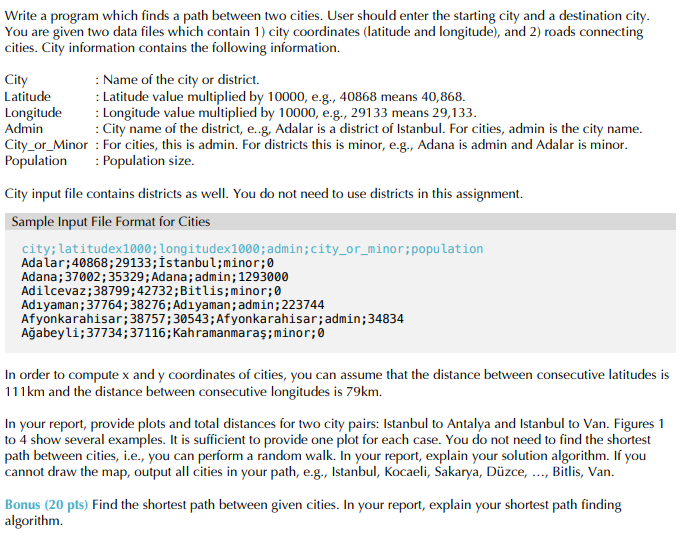 Write a program which finds a path between two cities. User should enter the starting city and a destination city.
You are given two data files which contain 1) city coordinates (latitude and longitude), and 2) roads connecting
cities. City information contains the following information.
City : Name of the city or district.
Latitude : Latitude value multiplied by 10000, e.g., 40868 means 40,868.
Longitude : Longitude value multiplied by 10000, e.g., 29133 means 29,133.
Admin : City name of the district, e..g, Adalar is a district of Istanbul. For cities, admin is the city name.
City_or_Minor : For cities, this is admin. For districts this is minor, e.g., Adana is admin and Adalar is minor.
Population : Population size.
City input file contains districts as well. You do not need to use districts in this assignment.
Sample Input File Format for Cities
city;latitudex1000;longitudex1000;admin;city_or_minor;population
Adalar;40868;29133;İstanbul;minor;0
Adana;37002;35329;Adana;admin;1293000
Adilcevaz;38799;42732;Bitlis;minor;0
Adıyaman;37764;38276;Adıyaman;admin;223744
Afyonkarahisar;38757;30543;Afyonkarahisar;admin;34834
Ağabeyli;37734;37116;Kahramanmaraş;minor;0
In order to compute x and y coordinates of cities, you can assume that the distance between consecutive latitudes is
111km and the distance between consecutive longitudes is 79km.
In your report, provide plots and total distances for two city pairs: Istanbul to Antalya and Istanbul to Van. Figures 1
to 4 show several examples. It is sufficient to provide one plot for each case. You do not need to find the shortest
path between cities, i.e., you can perform a random walk. In your report, explain your solution algorithm. If you
cannot draw the map, output all cities in your path, e.g., Istanbul, Kocaeli, Sakarya, Düzce, …, Bitlis, Van.
Bonus (20 pts) Find the shortest path between given cities. In your report, explain your shortest path finding
algorithm.